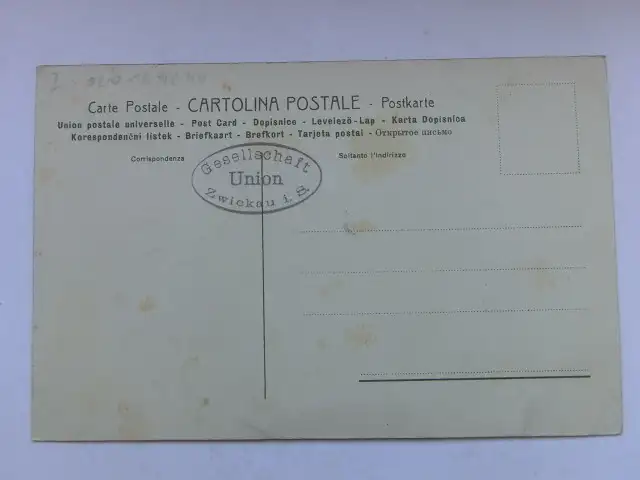 Carte Postale - CARTOLINA POSTALE - Postkarte
Union postale universelle - Post Card - Dopisnice - Levelező-Lap - Karta Dopisnica
Korespondenční listek - Briefkaart - Brefkort - Tarjeta postal - Открытое письмо
Corrispondenza
Soltanto l'indirizzo
Gesellschaft
Union
Zwickau i. S.